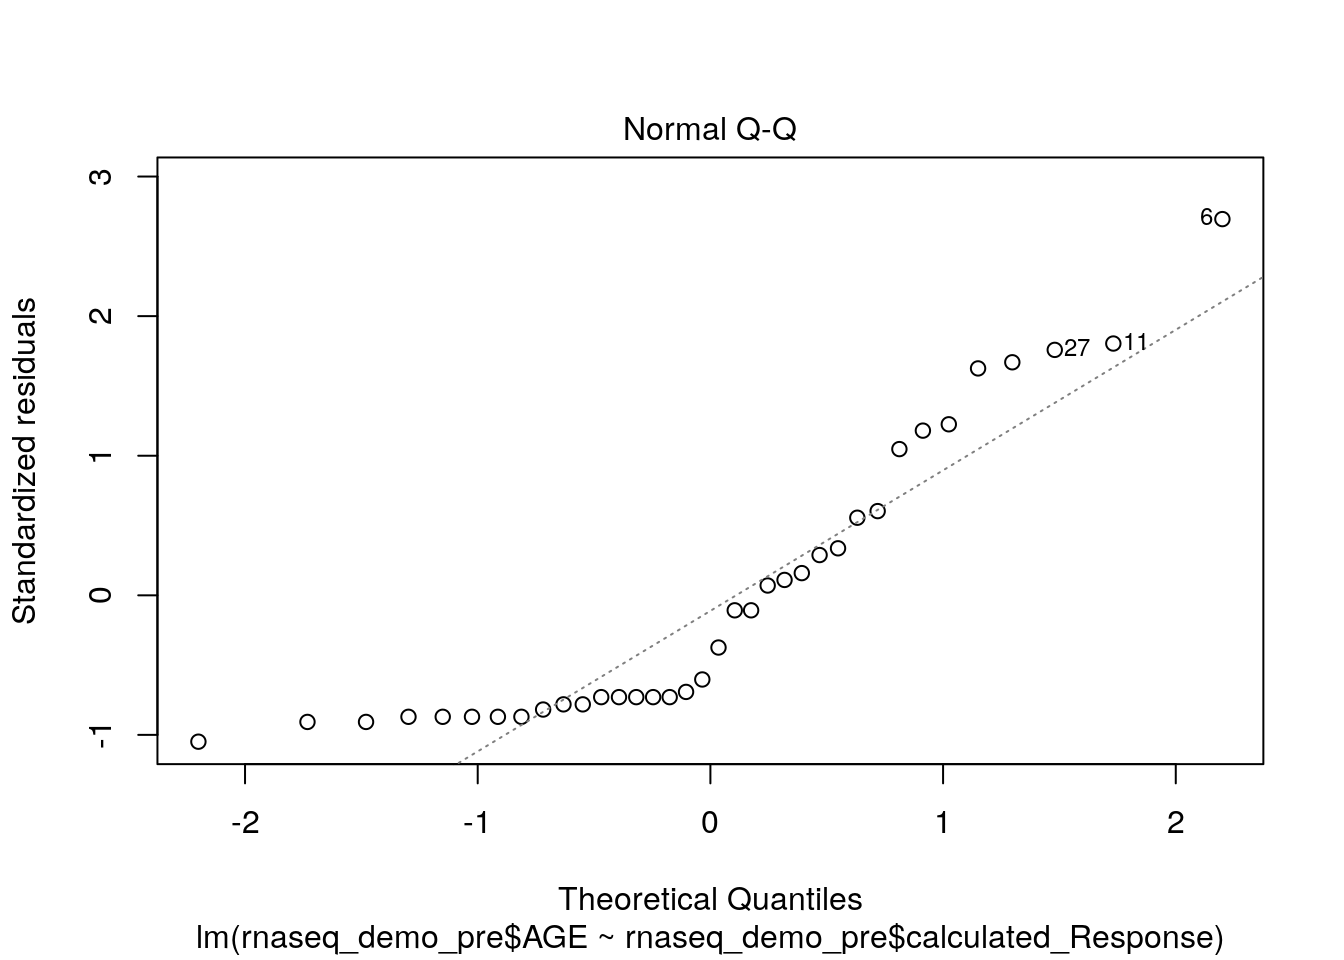 Normal Q-Q
3
2
1
0
-1
Standardized residuals
6
27
11
-2 -1 0 1 2
Theoretical Quantiles
lm(rnaseq_demo_pre$AGE ~ rnaseq_demo_pre$calculated_Response)